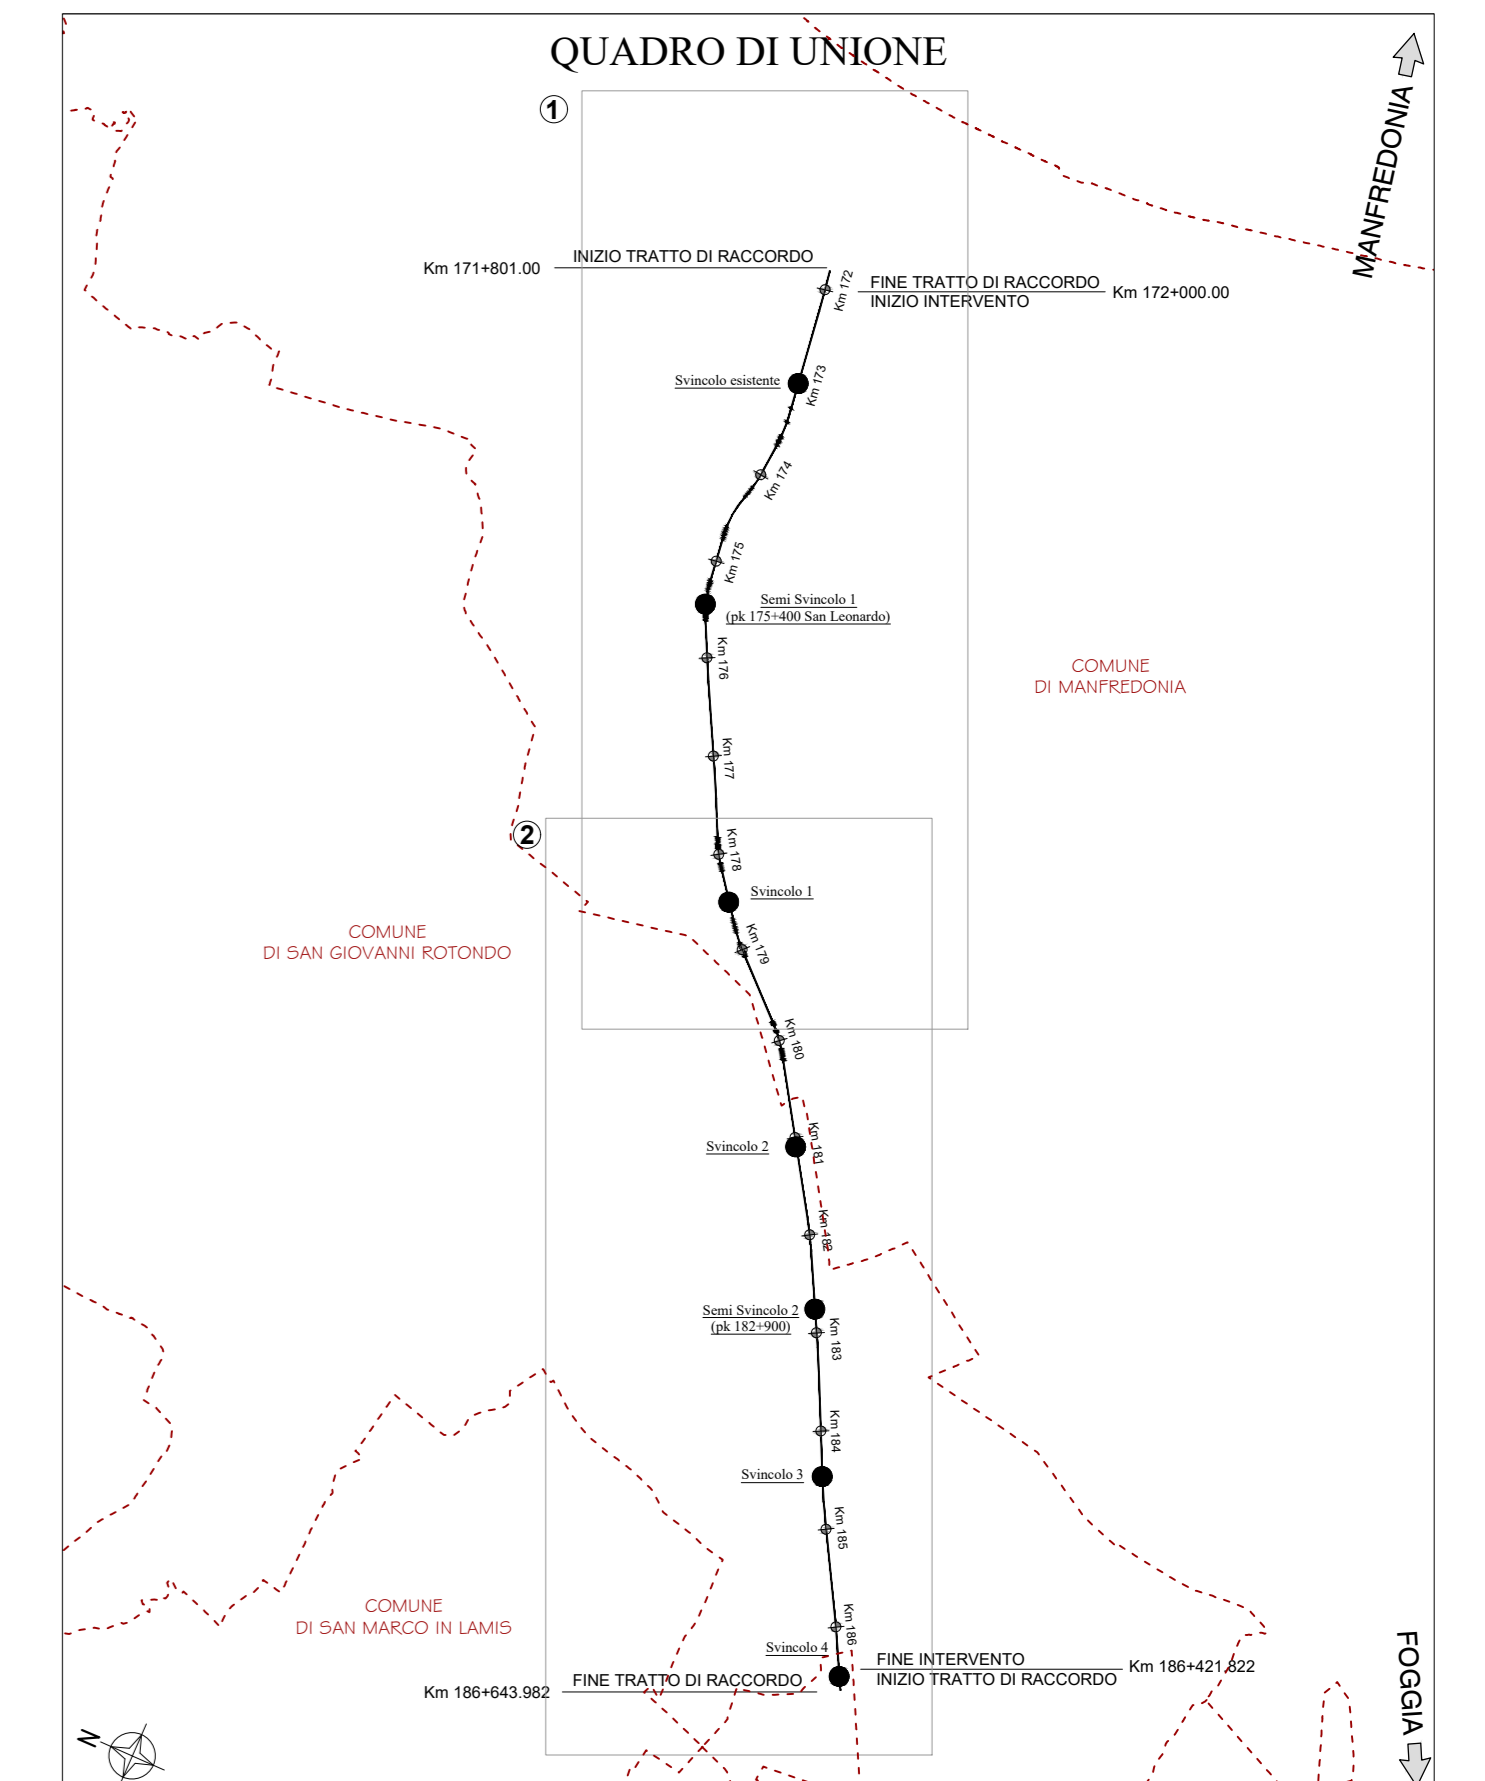 QUADRO DI UNIONE
1
MANFREDONIA
INIZIO TRATTO DI RACCORDO
Km 171+801.00
Km 172
FINE TRATTO DI RACCORDO
INIZIO INTERVENTO
Km 172+000.00
Svincolo esistente
Km 173
Km 174
Km 175
Semi Svincolo 1
(pk 175+400 San Leonardo)
Km 176
COMUNE
DI MANFREDONIA
Km 177
2
Km 178
Svincolo 1
COMUNE
DI SAN GIOVANNI ROTONDO
Km 179
Km 180
Km 181
Svincolo 2
Km 182
Semi Svincolo 2
(pk 182+900)
Km 183
Km 184
Svincolo 3
Km 185
COMUNE
DI SAN MARCO IN LAMIS
Km 186
Svincolo 4
FINE INTERVENTO
INIZIO TRATTO DI RACCORDO
Km 186+421.822
FINE TRATTO DI RACCORDO
Km 186+643.982
FOGGIA
N